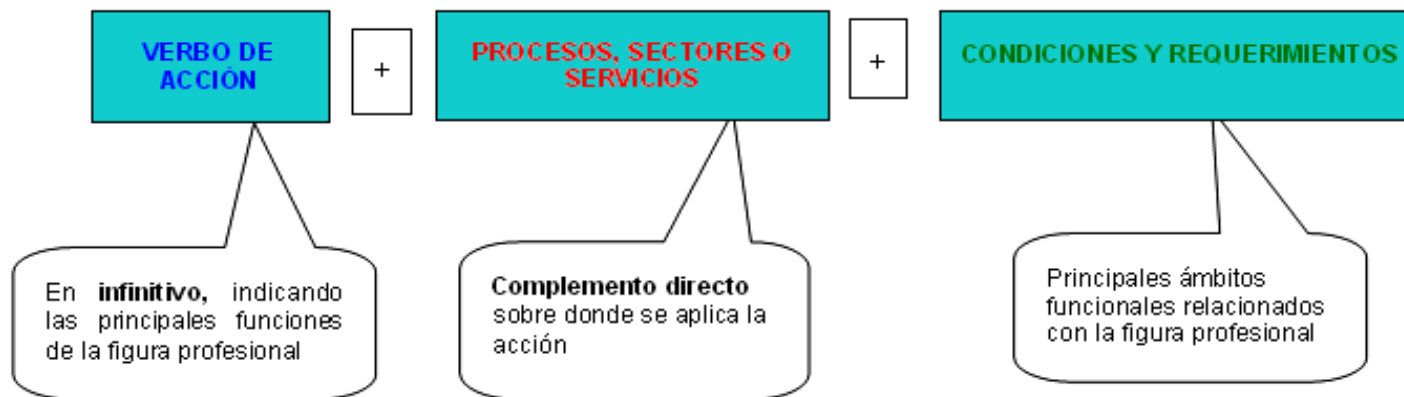 VERBO DE
ACCIÓN
+
PROCESOS, SECTORES O
SERVICIOS
+
CONDICIONES Y REQUERIMIENTOS
En infinitivo, indicando
las principales funciones
de la figura profesional
Complemento directo
sobre donde se aplica la
acción
Principales ámbitos
funcionales relacionados
con la figura profesional